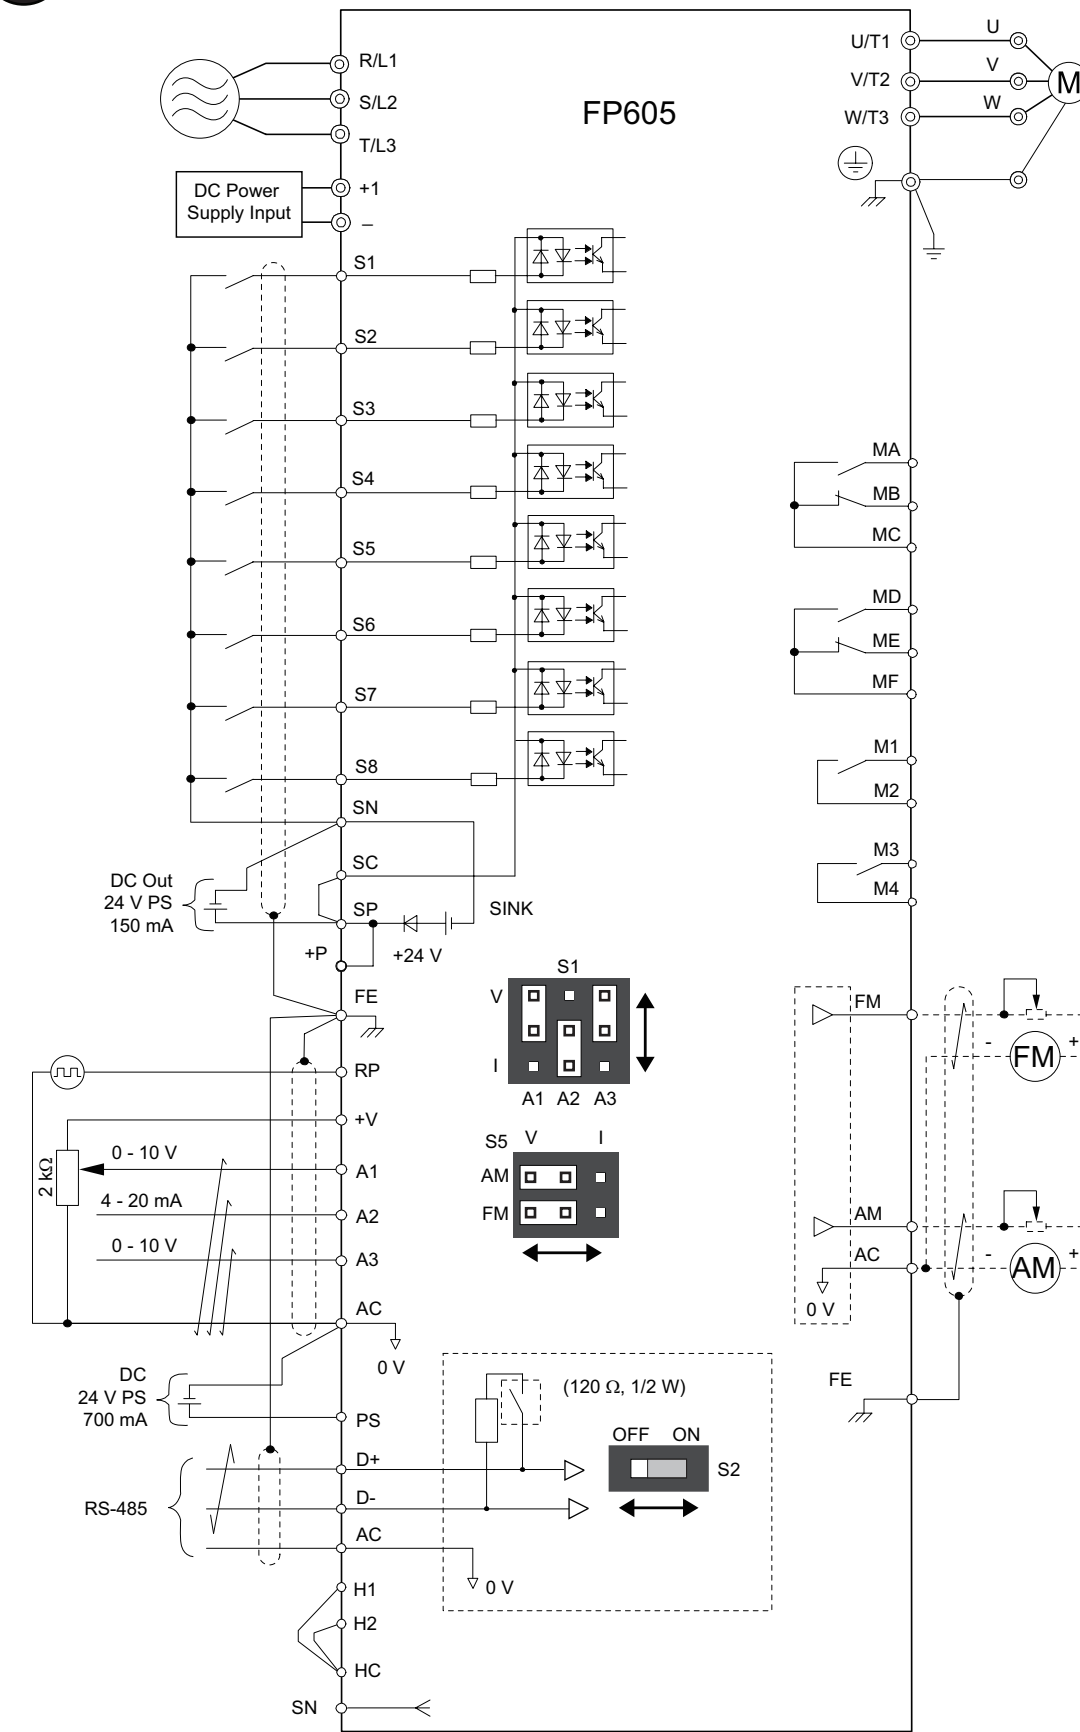 FP605
R/L1
S/L2
T/L3
DC Power
Supply Input
+1
–
U/T1
U
V/T2
V
W/T3
W
M
S1
S2
S3
S4
S5
S6
S7
S8
SN
SC
DC Out
24 V PS
150 mA
SP
SINK
+P
+24 V
FE
RP
+V
2 kΩ
0 - 10 V
A1
4 - 20 mA
A2
0 - 10 V
A3
AC
0 V
DC
24 V PS
700 mA
PS
D+
RS-485
D-
AC
0 V
H1
H2
HC
SN
S1
V
I
A1 A2 A3
S5 V I
AM
FM
(120 Ω, 1/2 W)
OFF ON
S2
MA
MB
MC
MD
ME
MF
M1
M2
M3
M4
FM
- FM +
AM
AC
- AM +
0 V
FE